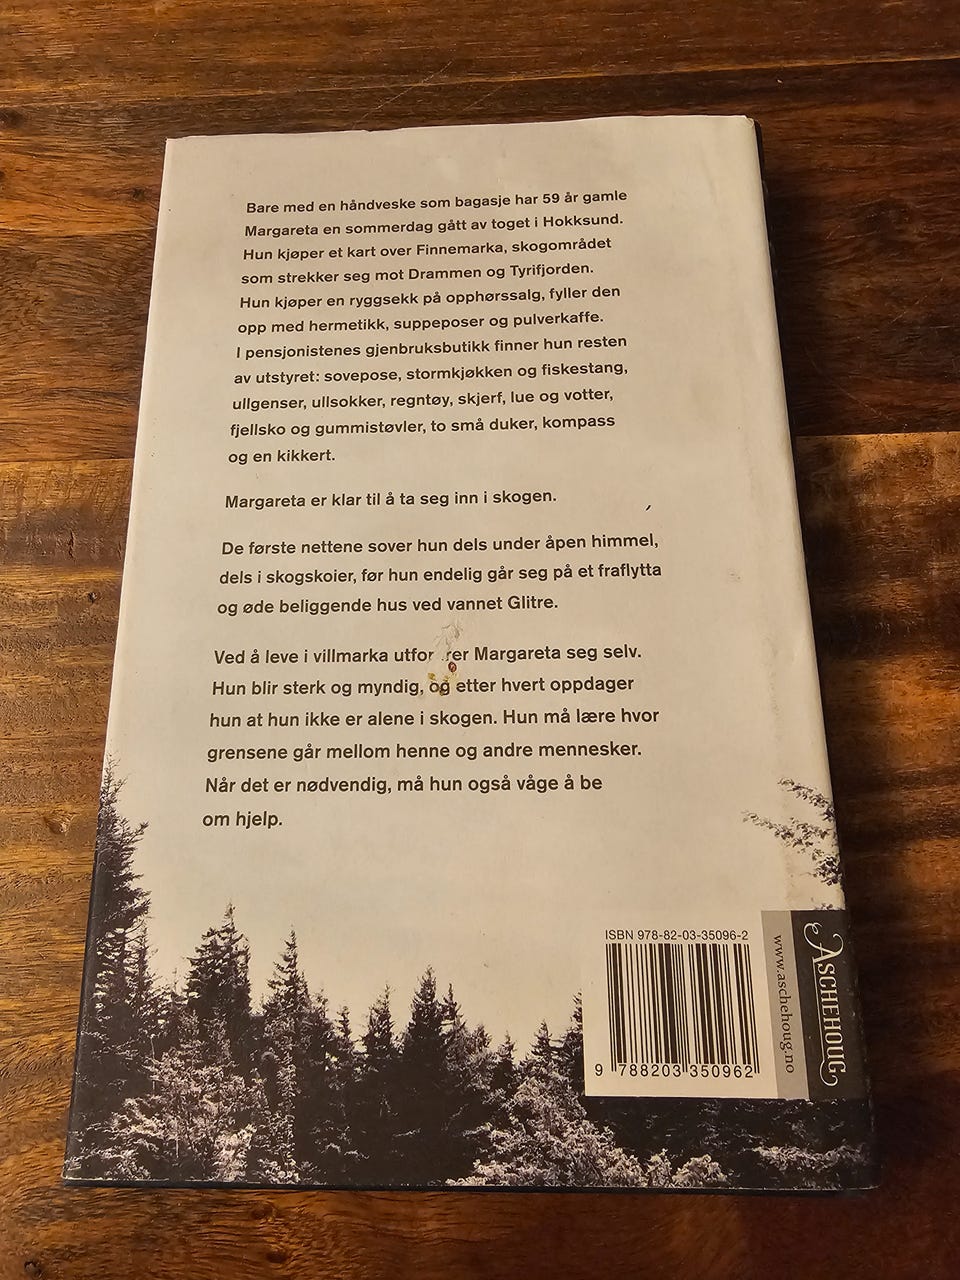 Bare med en håndveske som bagasje har 59 år gamle
Margareta en sommerdag gått av toget i Hokksund.
Hun kjøper et kart over Finnemarka, skogområdet
som strekker seg mot Drammen og Tyrifjorden.
Hun kjøper en ryggsekk på opphørssalg, fyller den
opp med hermetikk, suppeposer og pulverkaffe.
I pensjonistenes gjenbruksbutikk finner hun resten
av utstyret: sovepose, stormkjøkken og fiskestang,
ullgenser, ullsokker, regntøy, skjerf, lue og votter,
fjellsko og gummistøvler, to små duker, kompass
og en kikkert.
Margareta er klar til å ta seg inn i skogen.
De første nettene sover hun dels under åpen himmel,
dels i skogskoier, før hun endelig går seg på et fraflytta
og øde beliggende hus ved vannet Glitre.
Ved å leve i villmarka Margareta seg selv.
Hun blir sterk og myndig, og etter hvert oppdager
hun at hun ikke er alene i skogen. Hun må lære hvor
grensene går mellom henne og andre mennesker.
Når det er nødvendig, må hun også våge å be
om hjelp.
ISBN 978-82-03-35096-2
9 788203 350962
www.aschehoug.no
ASCHEHOUG